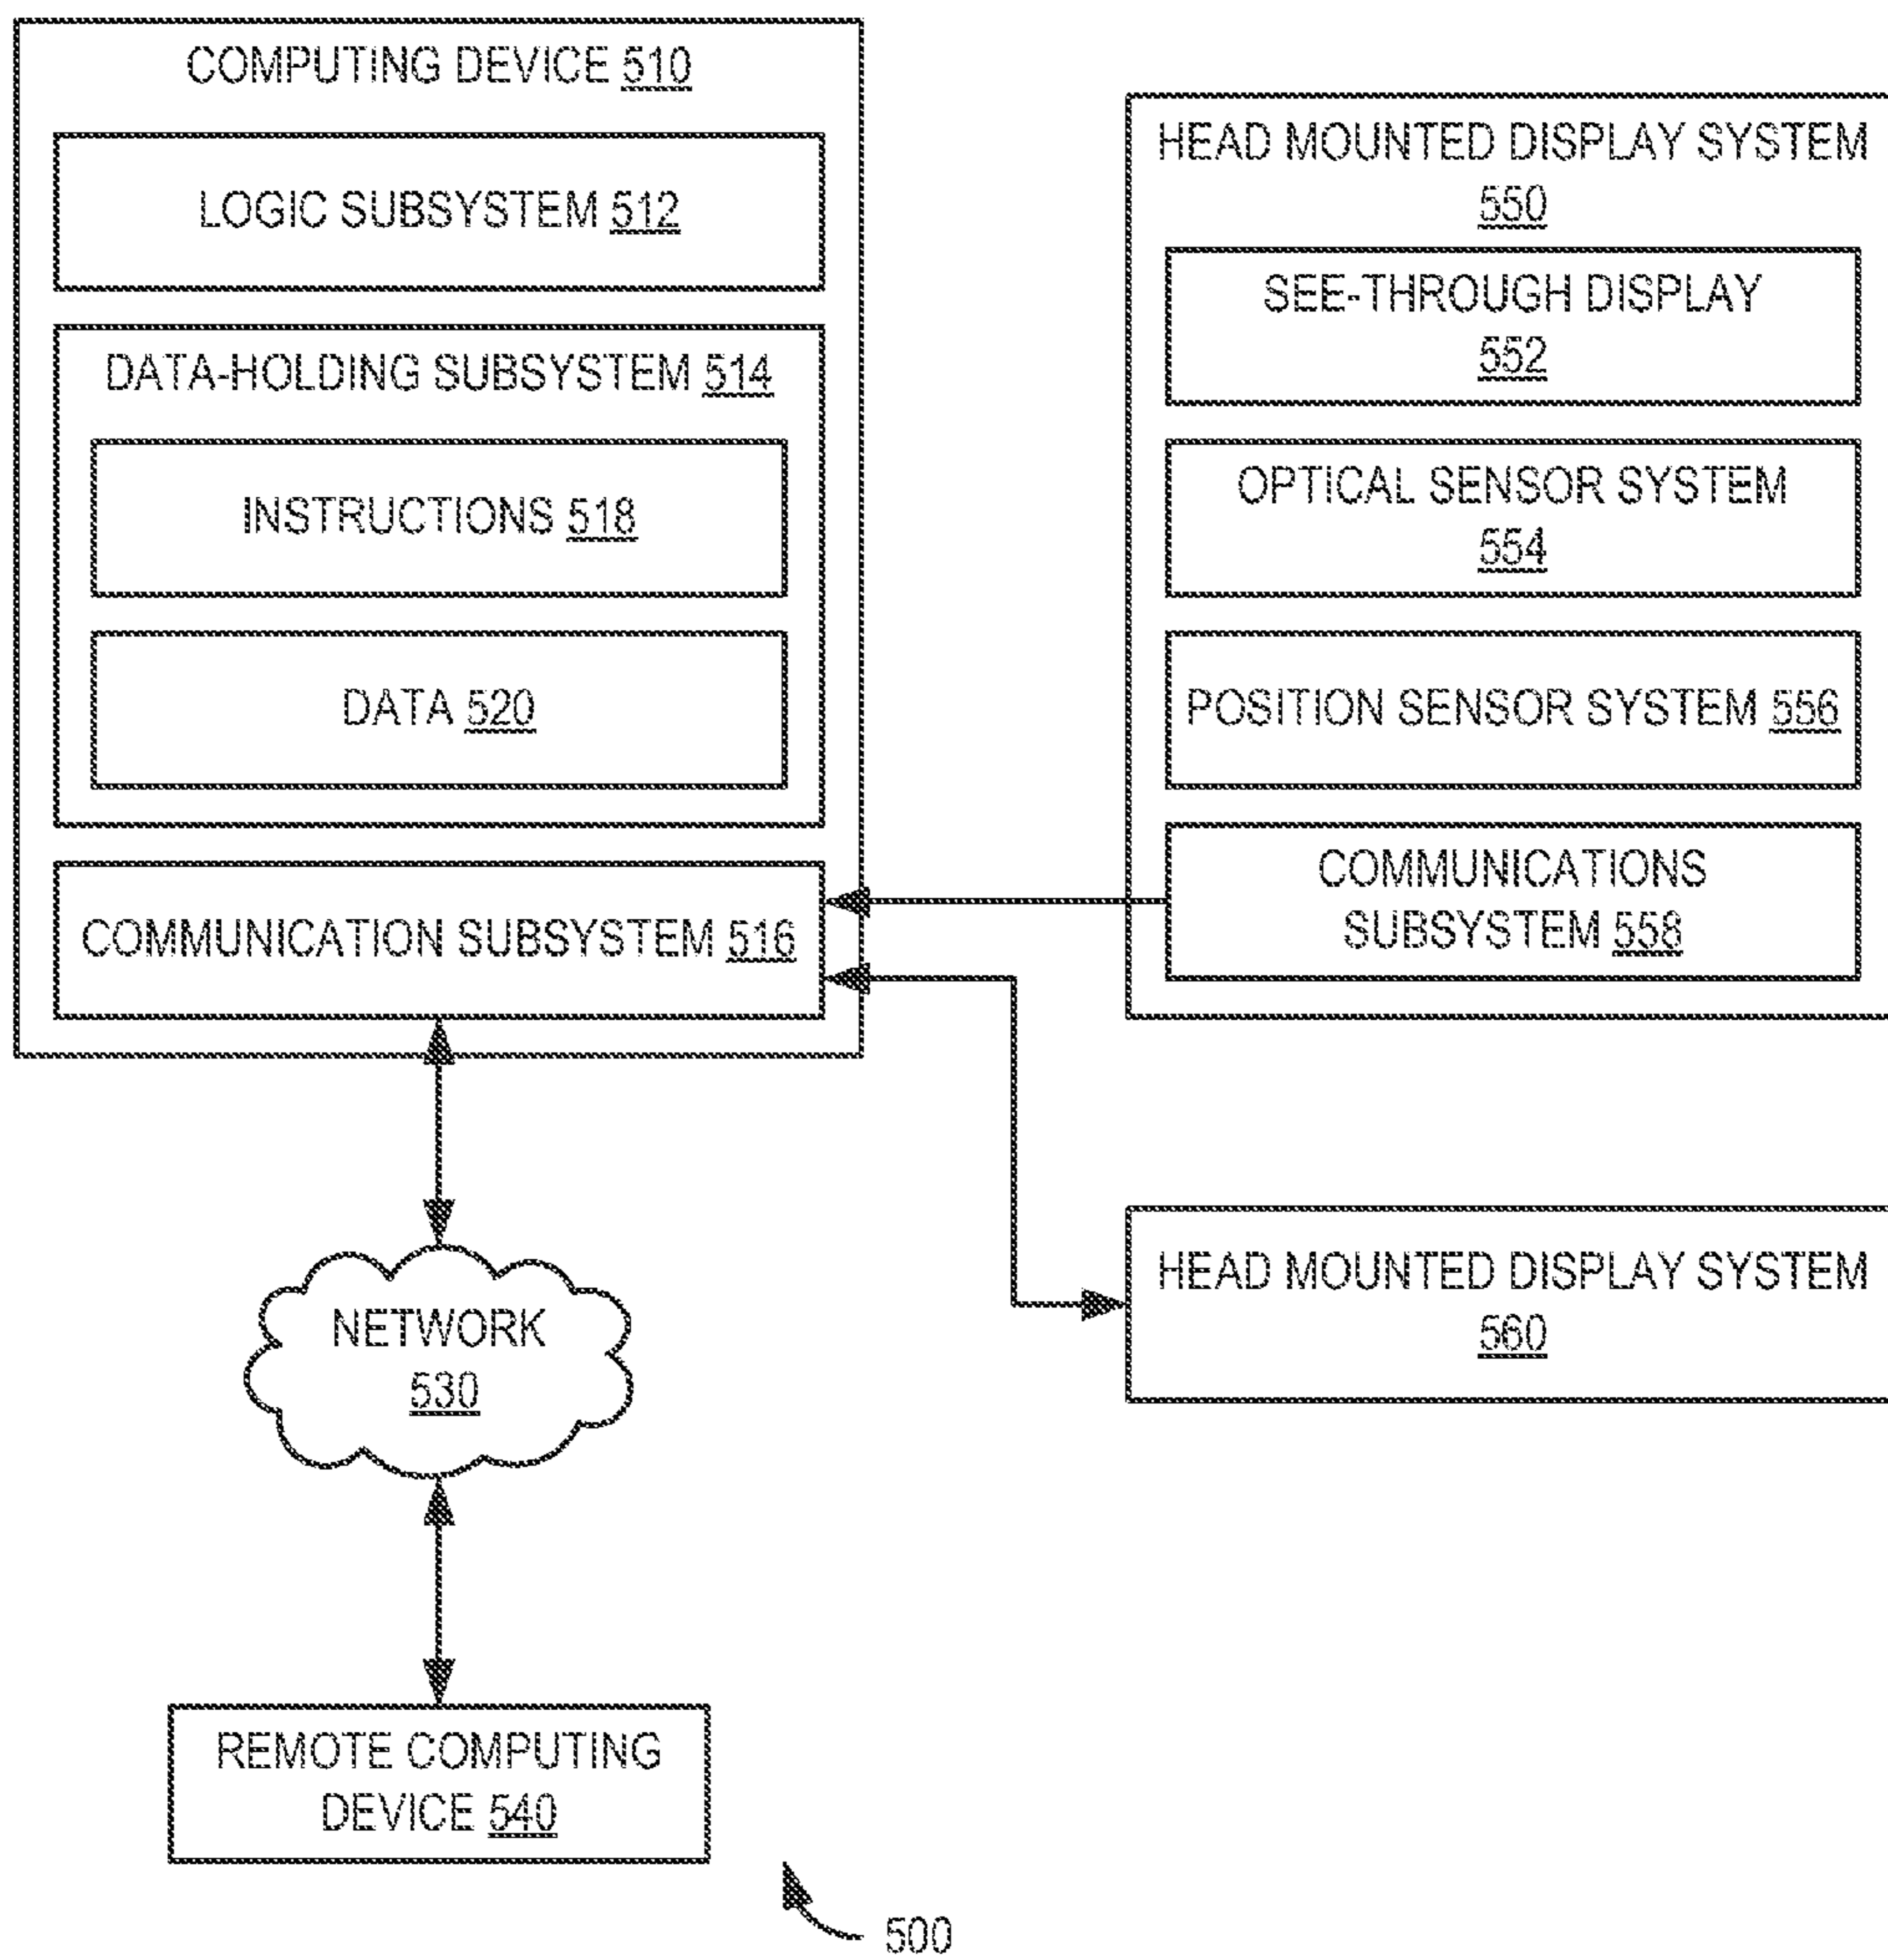 COMPUTING DEVICE 510
LOGIC SUBSYSTEM 512
DATA-HOLDING SUBSYSTEM 514
INSTRUCTIONS 518
DATA 520
COMMUNICATION SUBSYSTEM 516
HEAD MOUNTED DISPLAY SYSTEM
550
SEE-THROUGH DISPLAY
552
OPTICAL SENSOR SYSTEM
554
POSITION SENSOR SYSTEM 556
COMMUNICATIONS
SUBSYSTEM 558
HEAD MOUNTED DISPLAY SYSTEM
560
NETWORK
530
REMOTE COMPUTING
DEVICE 540
500